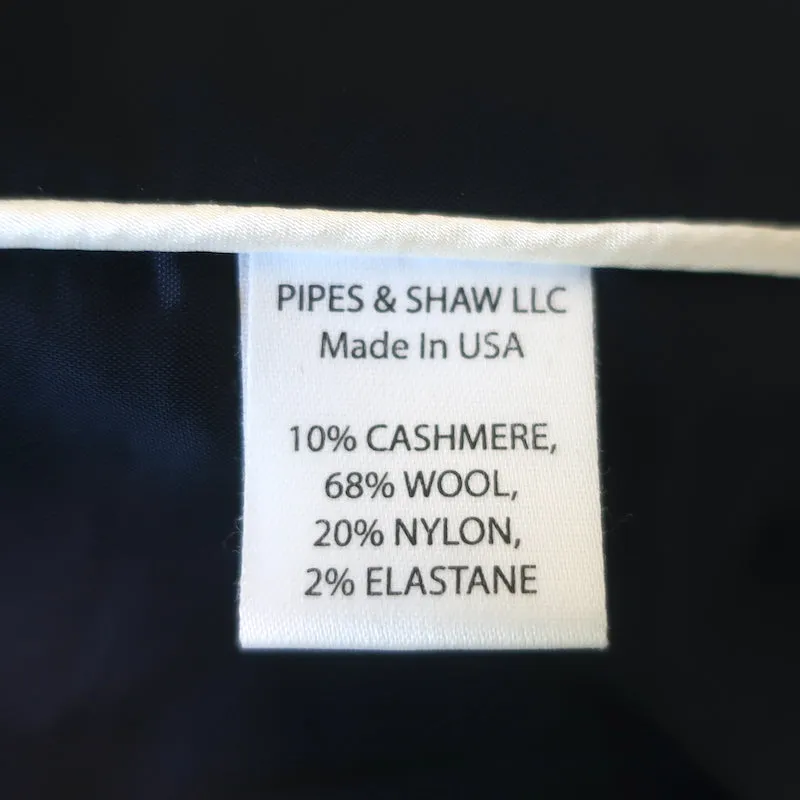 PIPES & SHAW LLC
Made In USA
10% CASHMERE,
68% WOOL,
20% NYLON,
2% ELASTANE